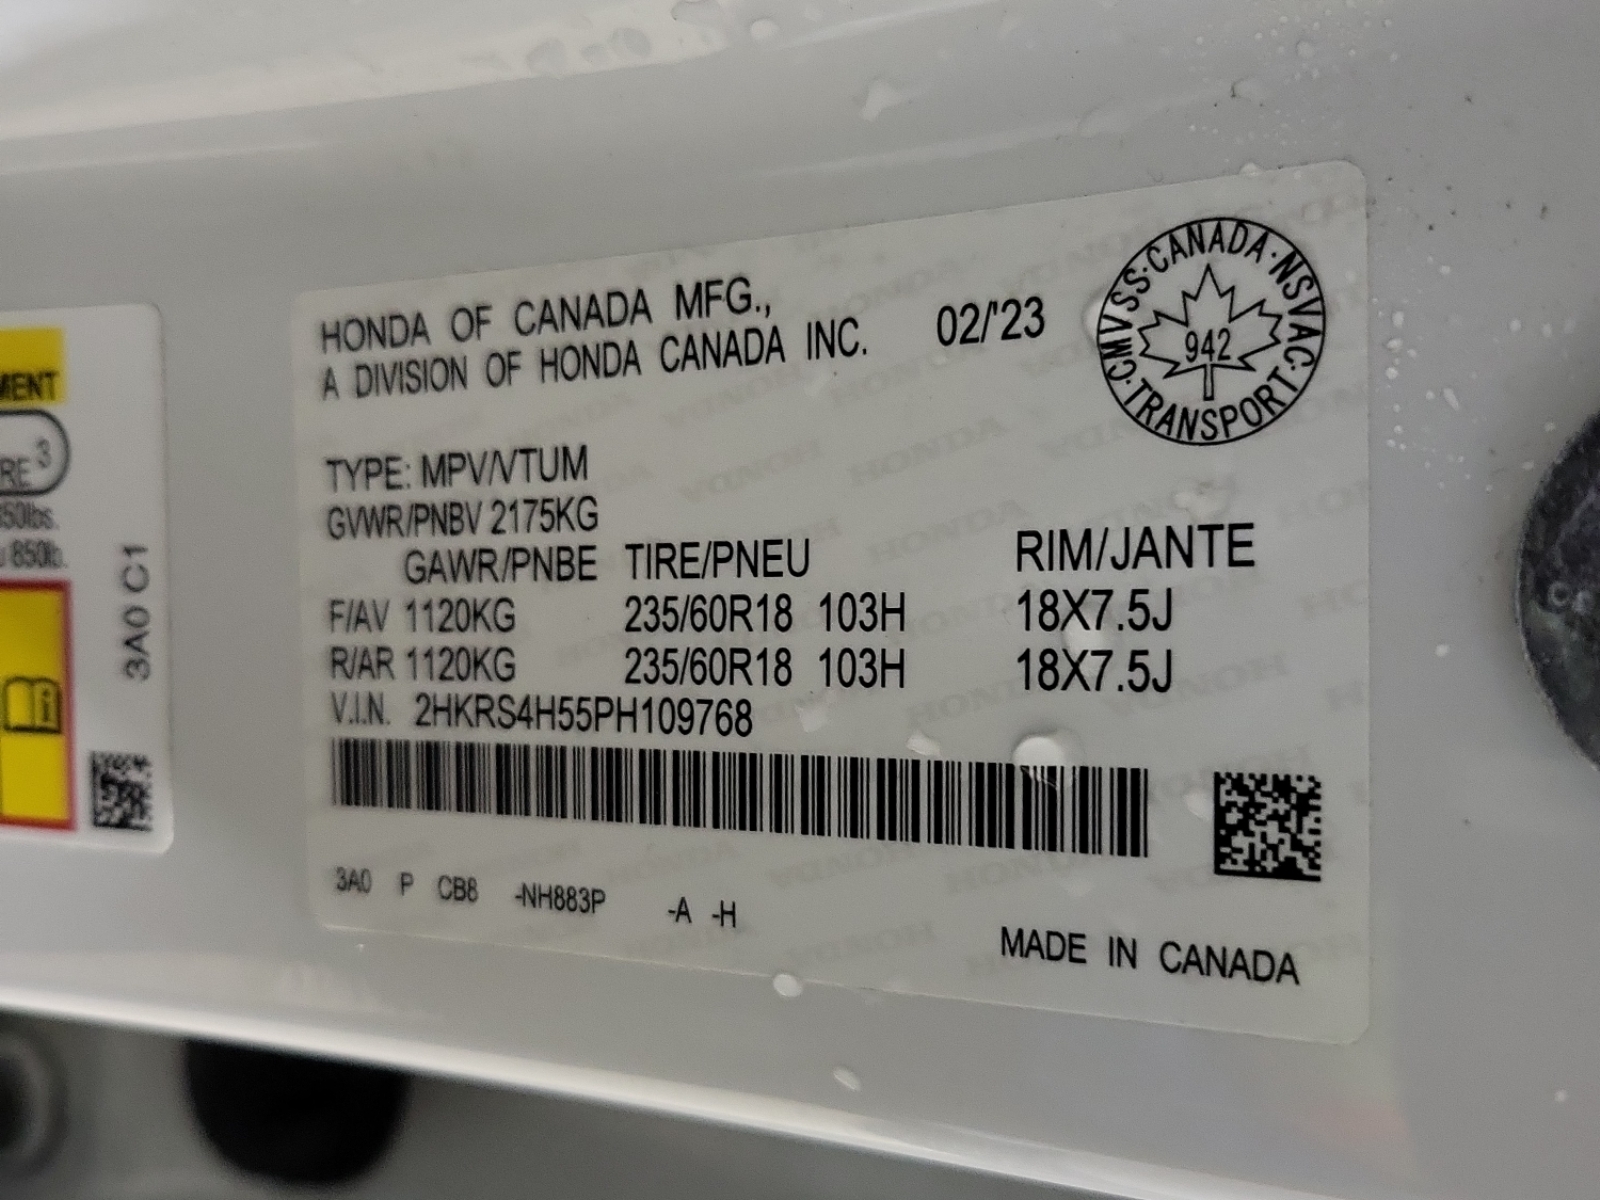 HONDA OF CANADA MFG.,
A DIVISION OF HONDA CANADA INC.
02/'23
CMVSS·CANADA·NSVAC·TRANSPORT·
942
TYPE: MPV/VTUM
GVWR/PNBV 2175KG
GAWR/PNBE TIRE/PNEU RIM/JANTE
F/AV 1120KG 235/60R18 103H 18X7.5J
R/AR 1120KG 235/60R18 103H 18X7.5J
V.I.N. 2HKRS4H55PH109768
3A0 P CB8 -NH883P -A -H
MADE IN CANADA
3
850lb.
3A0 C1